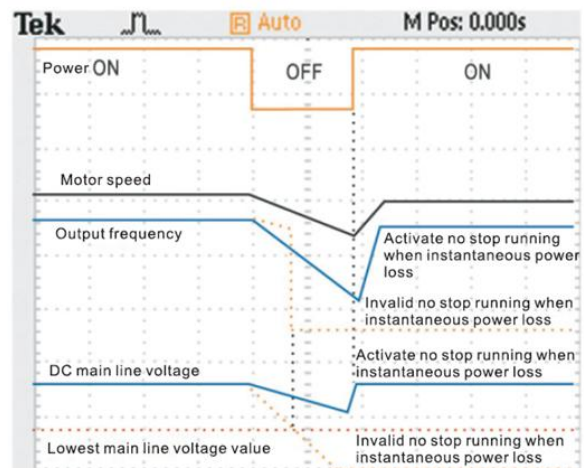 Tek R Auto M Pos: 0.000s
Power ON OFF ON
Motor speed
Output frequency
Activate no stop running
when instantaneous power
loss
Invalid no stop running when
instantaneous power loss
DC main line voltage
Activate no stop running when
instantaneous power loss
Lowest main line voltage value
Invalid no stop running when
instantaneous power loss